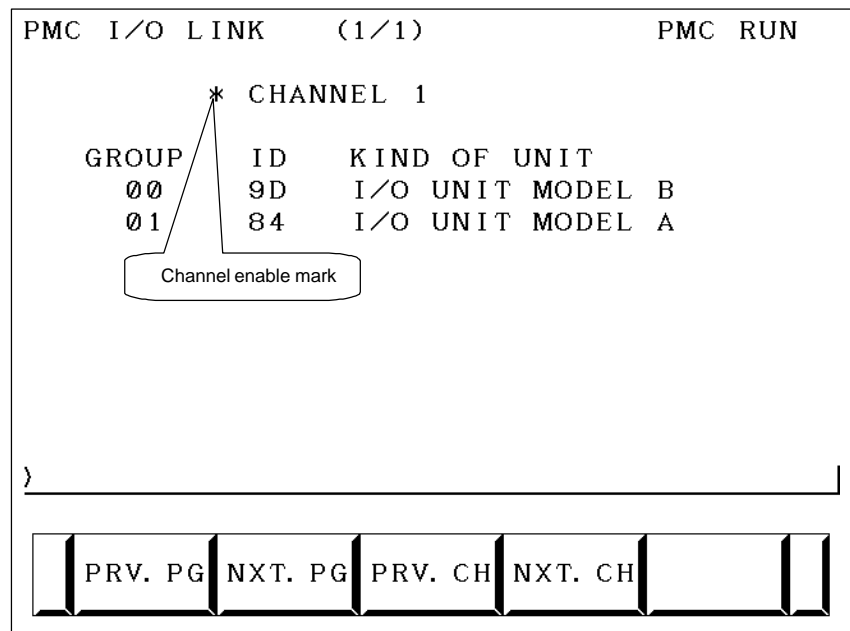 PMC I/O LINK (1/1) PMC RUN
* CHANNEL 1
GROUP ID KIND OF UNIT
00 9D I/O UNIT MODEL B
01 84 I/O UNIT MODEL A
Channel enable mark
>
PRV. PG NXT. PG PRV. CH NXT. CH